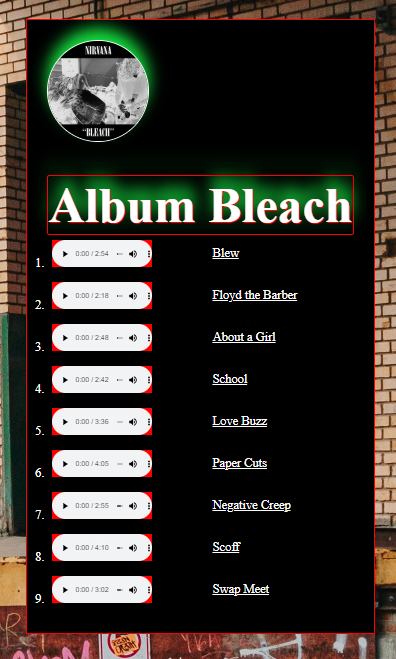 NIRVANA
"BLEACH"
Album Bleach
1. 0:00 / 2:54 Blew
2. 0:00 / 2:18 Floyd the Barber
3. 0:00 / 2:48 About a Girl
4. 0:00 / 2:42 School
5. 0:00 / 3:36 Love Buzz
6. 0:00 / 4:05 Paper Cuts
7. 0:00 / 2:55 Negative Creep
8. 0:00 / 4:10 Scoff
9. 0:00 / 3:02 Swap Meet